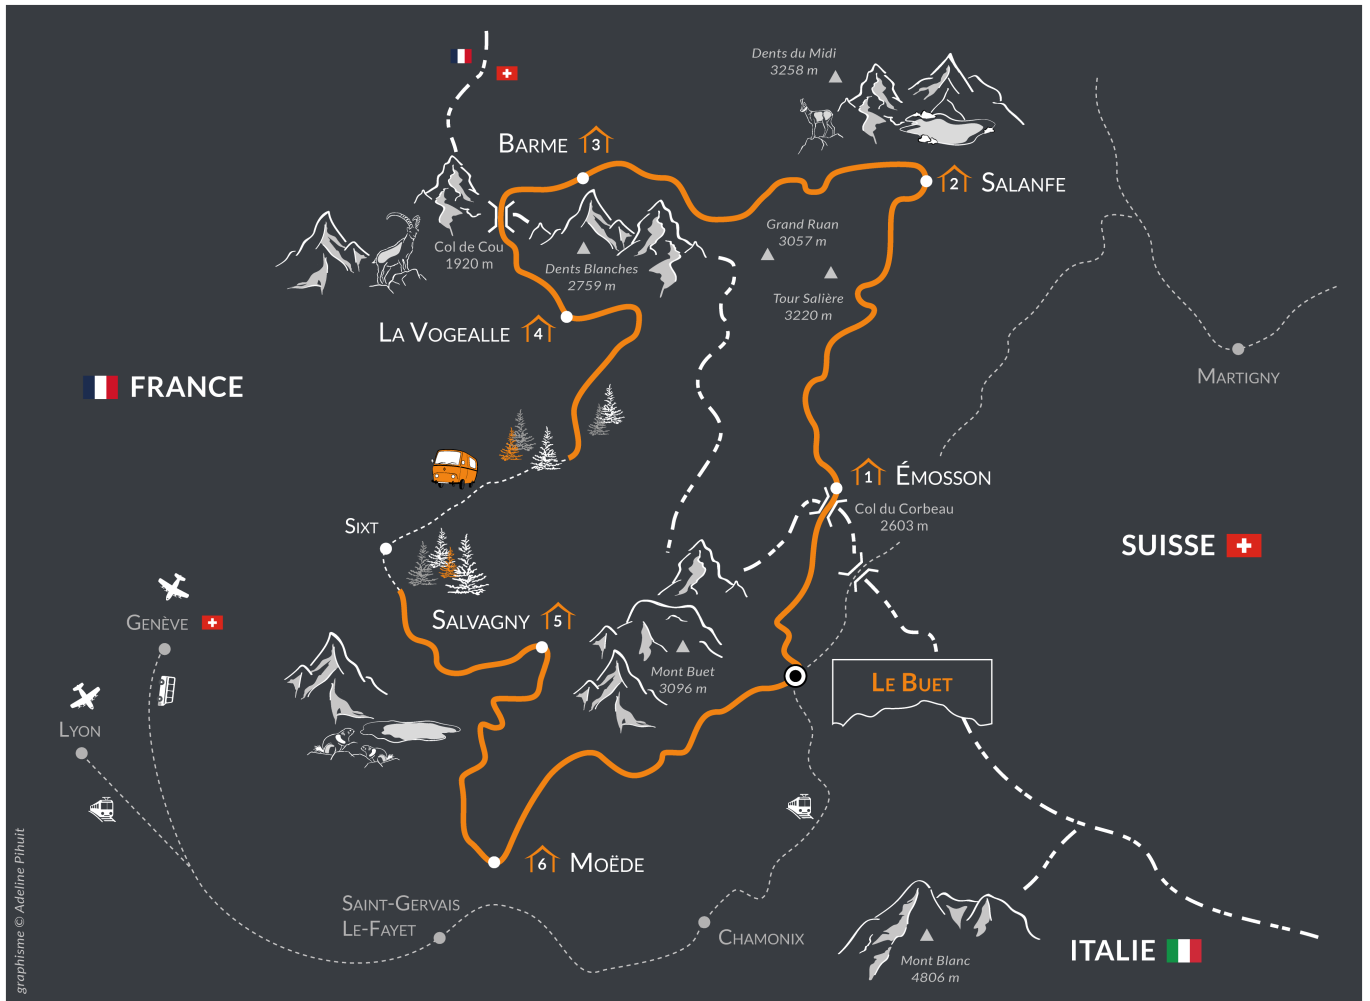 Dents du Midi
3258 m
BARME 3
2 SALANFE
Grand Ruan
3057 m
Col de Cou
1920 m
Dents Blanches
2759 m
Tour Salière
3220 m
LA VOGEALLE 4
FRANCE
MARTIGNY
1 ÉMOSSON
Col du Corbeau
2603 m
SIXT
SUISSE
GENÈVE
SALVAGNY 5
Mont Buet
3096 m
LE BUET
LYON
6 MOËDE
SAINT-GERVAIS
LE-FAYET
CHAMONIX
ITALIE
Mont Blanc
4806 m
graphisme © Adeline Pihuit